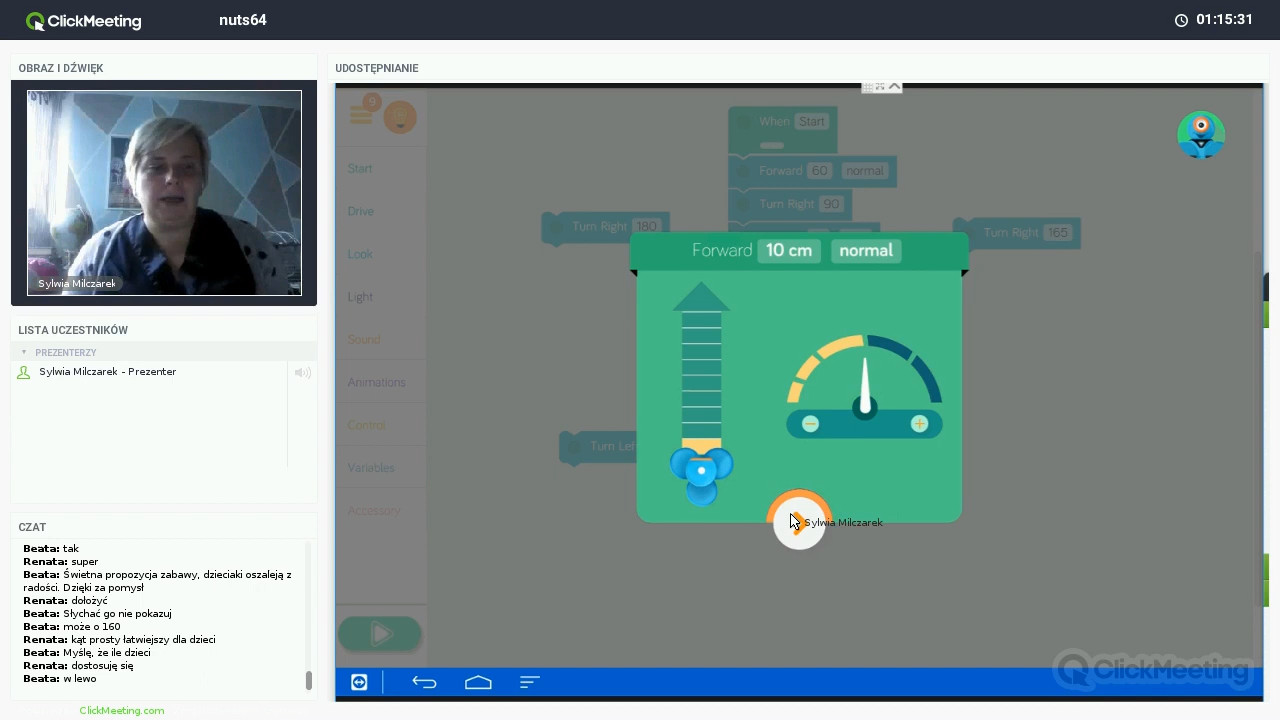 ClickMeeting
nuts64
01:15:31
OBRAZ I DŹWIĘK
Sylwia Milczarek
LISTA UCZESTNIKÓW
PREZENTERZY
Sylwia Milczarek - Prezenter
CZAT
Beata: tak
Renata: super
Beata: Świetna propozycja zabawy, dzieciaki oszaleją z
radości. Dzięki za pomysł
Renata: dołożyć
Beata: Słychać go nie pokazuj
Beata: może o 160
Renata: kąt prosty łatwiejszy dla dzieci
Beata: Myślę, że ile dzieci
Renata: dostosuję się
Beata: w lewo
ClickMeeting.com
UDOSTĘPNIANIE
9
Start
Drive
Look
Light
Sound
Animations
Control
Variables
Accessory
When Start
Forward 60 normal
Turn Right 90
Turn Right 180
Turn Right 165
Forward 10 cm normal
Turn Left
Sylwia Milczarek
ClickMeeting